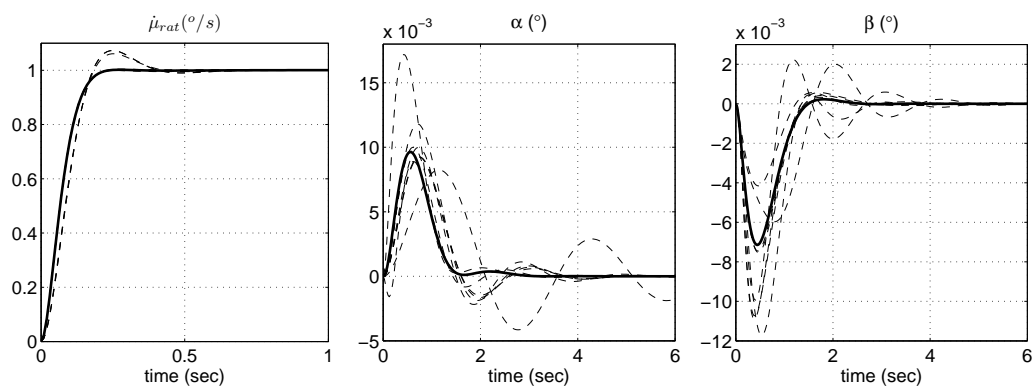 μ̇_rat(°/s)
1
0.8
0.6
0.4
0.2
0
0 0.5 1
time (sec)
α (°)
x 10⁻³
15
10
5
0
−5
0 2 4 6
time (sec)
β (°)
x 10⁻³
2
0
−2
−4
−6
−8
−10
−12
0 2 4 6
time (sec)